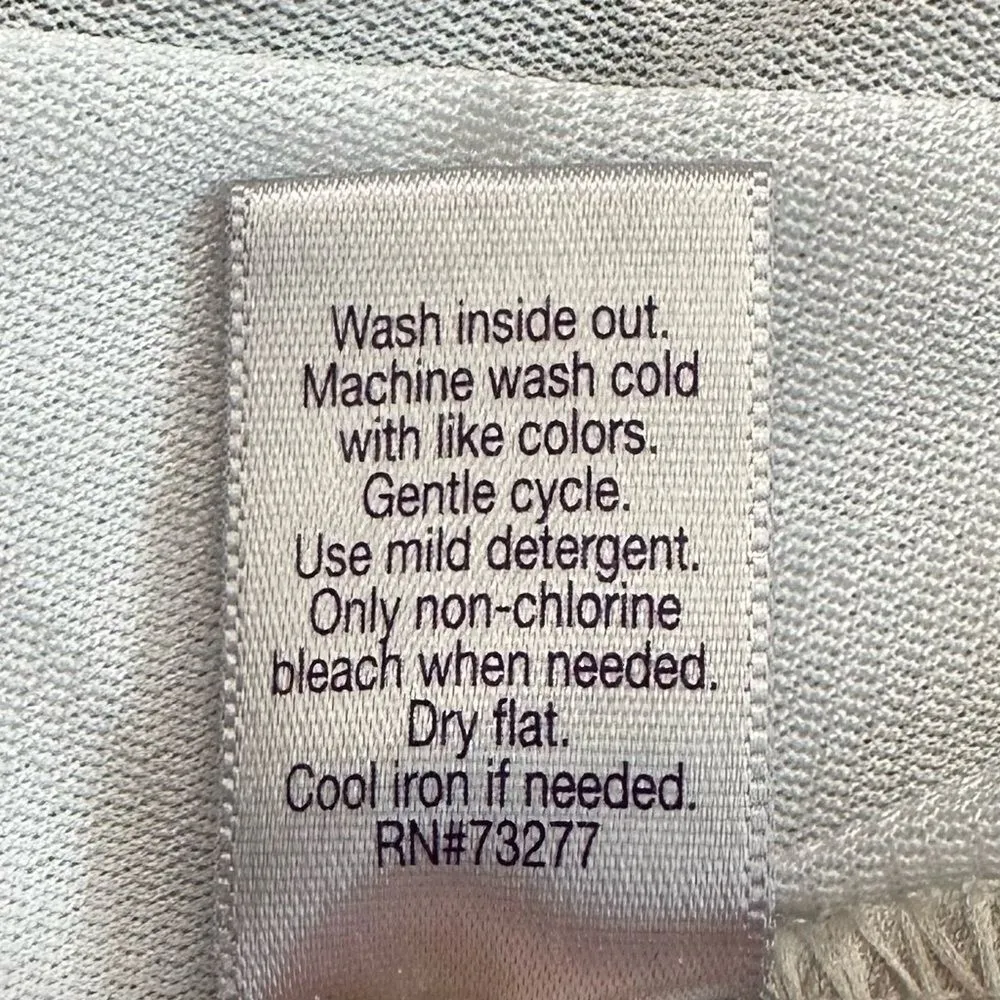 Wash inside out.
Machine wash cold
with like colors.
Gentle cycle.
Use mild detergent.
Only non-chlorine
bleach when needed.
Dry flat.
Cool iron if needed.
RN#73277